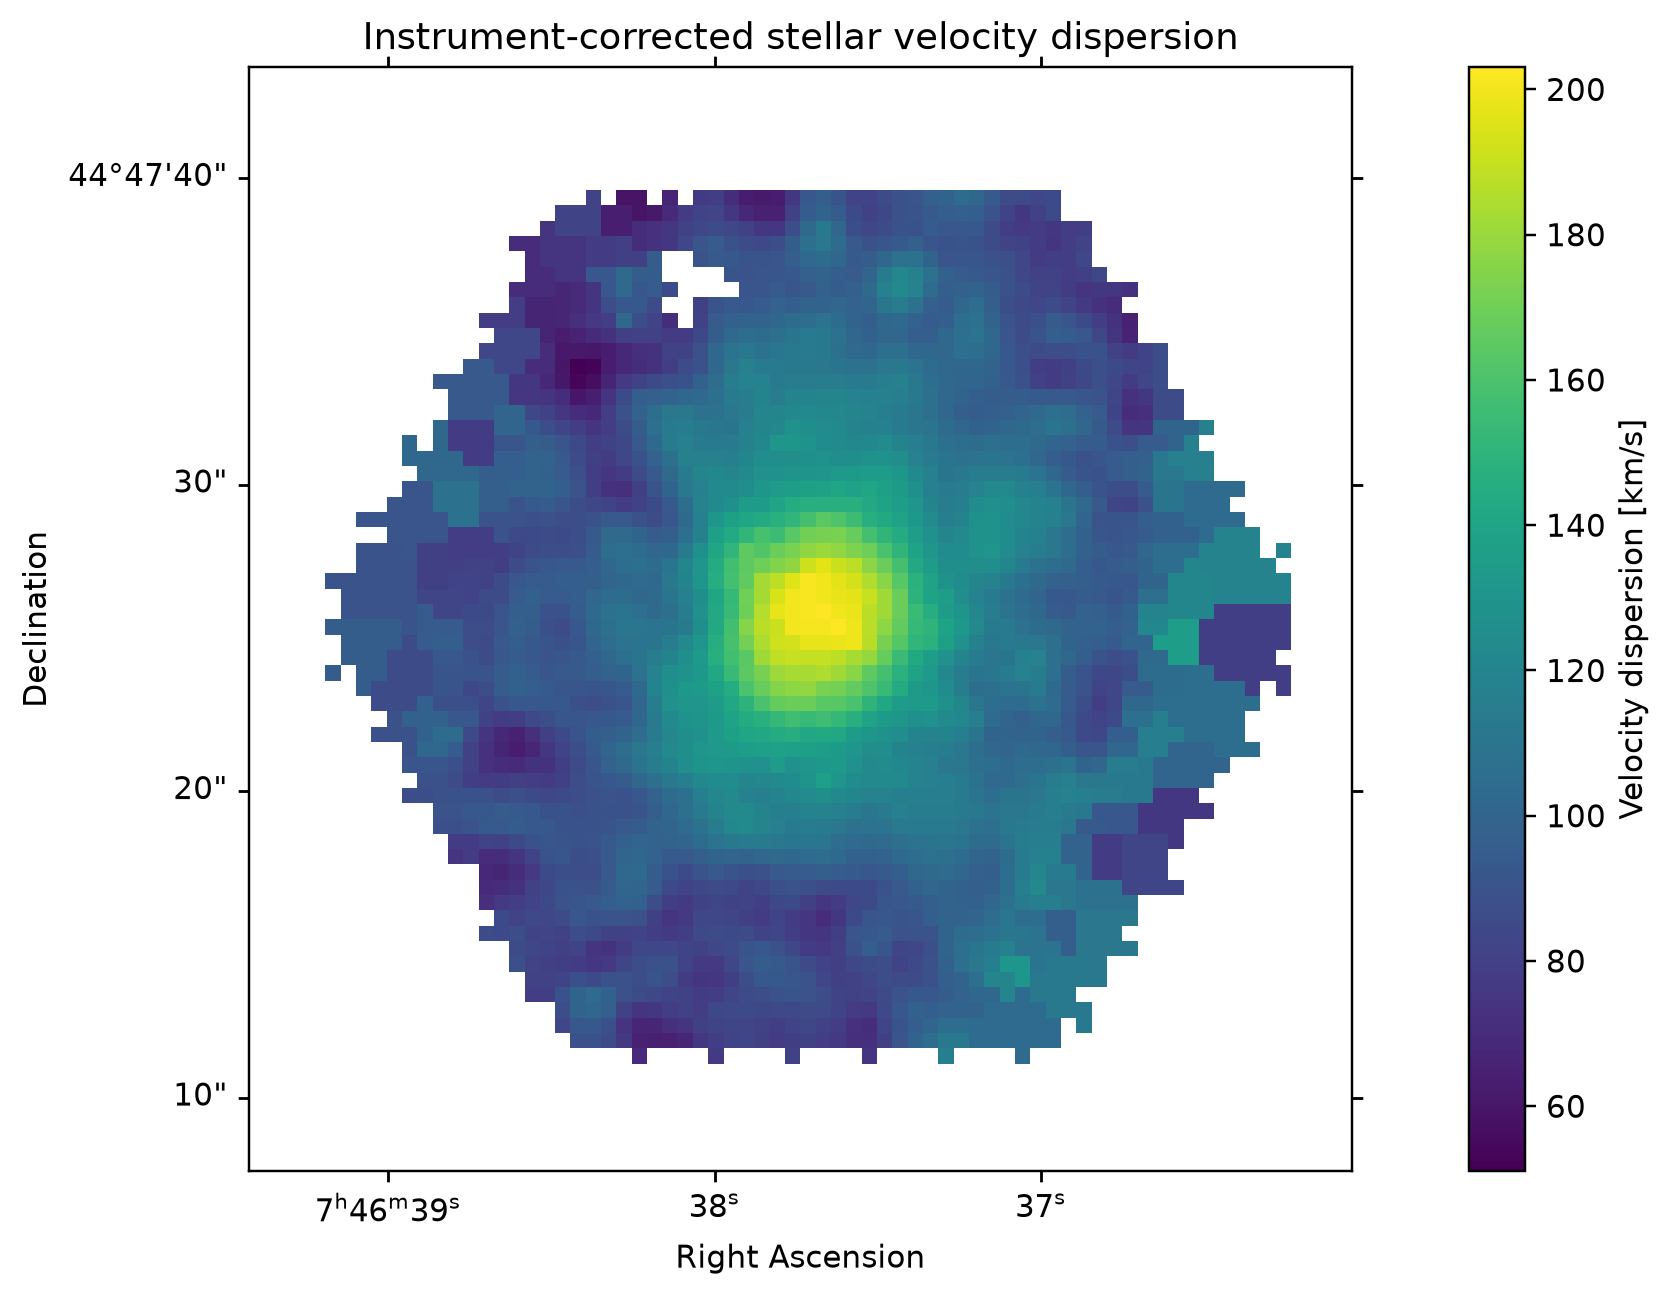 Instrument-corrected stellar velocity dispersion
44°47'40"
30"
20"
10"
Declination
7ʰ46ᵐ39ˢ
38ˢ
37ˢ
Right Ascension
200
180
160
140
120
100
80
60
Velocity dispersion [km/s]